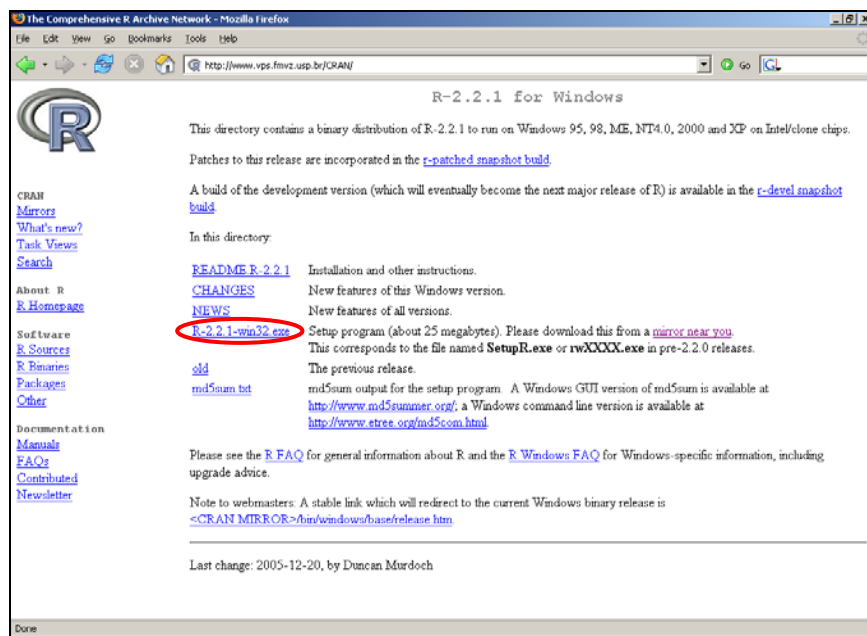 The Comprehensive R Archive Network - Mozilla Firefox
File Edit View Go Bookmarks Tools Help
http://www.vps.fmvz.usp.br/CRAN/
Go
G
R
CRAN
Mirrors
What's new?
Task Views
Search
About R
R Homepage
Software
R Sources
R Binaries
Packages
Other
Documentation
Manuals
FAQs
Contributed
Newsletter
R-2.2.1 for Windows
This directory contains a binary distribution of R-2.2.1 to run on Windows 95, 98, ME, NT4.0, 2000 and XP on Intel/clone chips.
Patches to this release are incorporated in the r-patched snapshot build.
A build of the development version (which will eventually become the next major release of R) is available in the r-devel snapshot
build.
In this directory:
README.R-2.2.1 Installation and other instructions.
CHANGES New features of this Windows version.
NEWS New features of all versions.
R-2.2.1-win32.exe Setup program (about 25 megabytes). Please download this from a mirror near you.
This corresponds to the file named SetupR.exe or rwXXXX.exe in pre-2.2.0 releases.
old The previous release.
md5sum.txt md5sum output for the setup program. A Windows GUI version of md5sum is available at
http://www.md5summer.org/; a Windows command line version is available at
http://www.etree.org/md5com.html.
Please see the R FAQ for general information about R and the R Windows FAQ for Windows-specific information, including
upgrade advice.
Note to webmasters: A stable link which will redirect to the current Windows binary release is
<CRAN MIRROR>/bin/windows/base/release.htm.
Last change: 2005-12-20, by Duncan Murdoch
Done